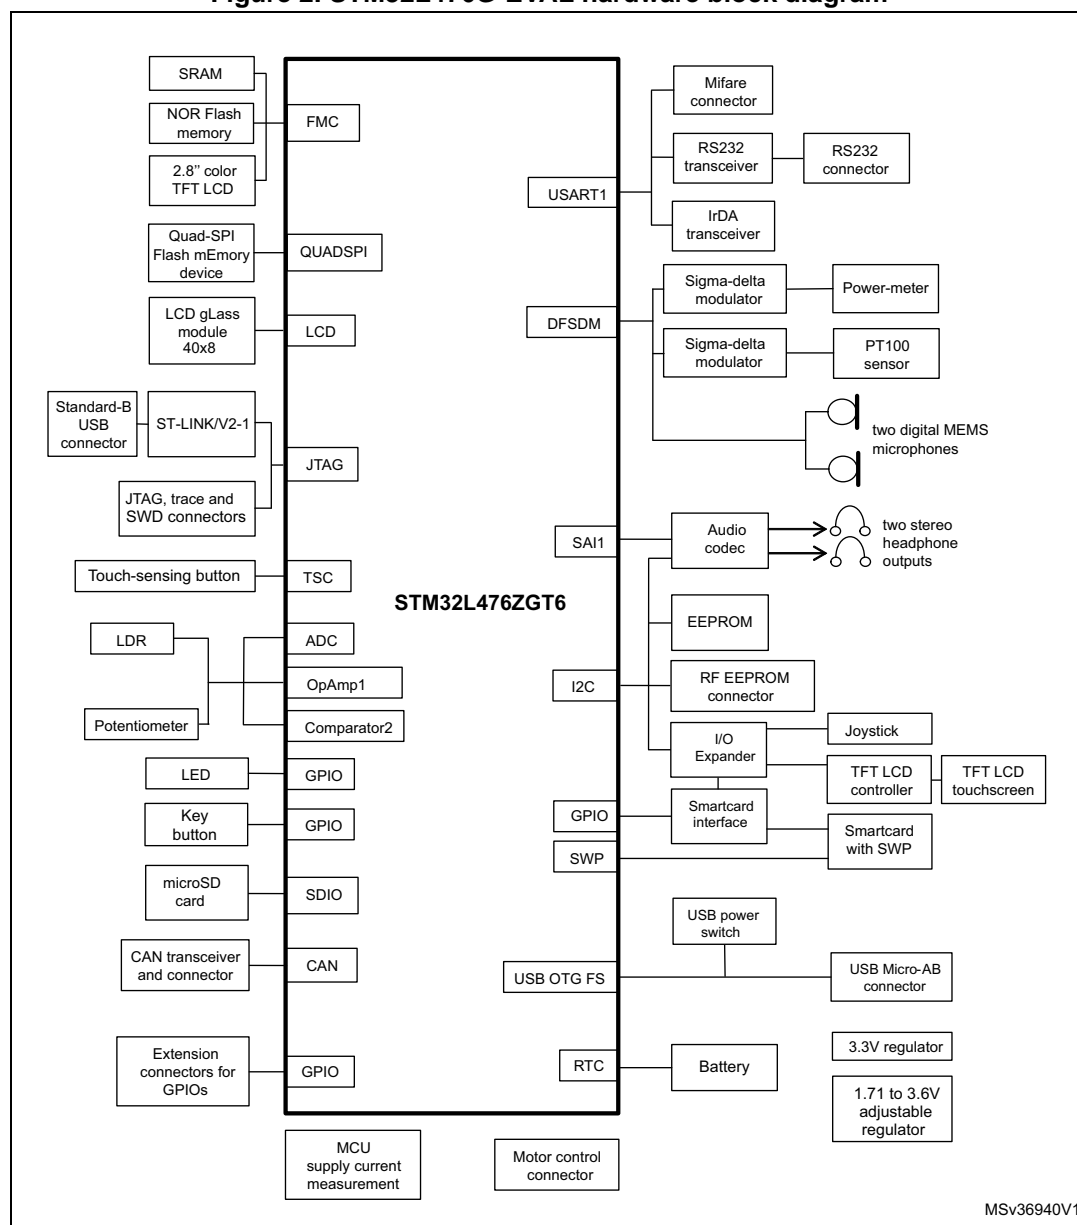 SRAM
NOR Flash
memory
2.8" color
TFT LCD
FMC
Quad-SPI
Flash mEmory
device
QUADSPI
LCD gLass
module
40x8
LCD
Standard-B
USB
connector
ST-LINK/V2-1
JTAG
JTAG, trace and
SWD connectors
Touch-sensing button
TSC
LDR
Potentiometer
ADC
OpAmp1
Comparator2
LED
GPIO
Key
button
GPIO
microSD
card
SDIO
CAN transceiver
and connector
CAN
Extension
connectors for
GPIOs
GPIO
STM32L476ZGT6
USART1
Mifare
connector
RS232
transceiver
RS232
connector
IrDA
transceiver
DFSDM
Sigma-delta
modulator
Power-meter
Sigma-delta
modulator
PT100
sensor
two digital MEMS
microphones
SAI1
Audio
codec
two stereo
headphone
outputs
EEPROM
I2C
RF EEPROM
connector
I/O
Expander
Joystick
TFT LCD
controller
TFT LCD
touchscreen
GPIO
Smartcard
interface
Smartcard
with SWP
SWP
USB power
switch
USB OTG FS
USB Micro-AB
connector
RTC
Battery
3.3V regulator
1.71 to 3.6V
adjustable
regulator
MCU
supply current
measurement
Motor control
connector
MSv36940V1